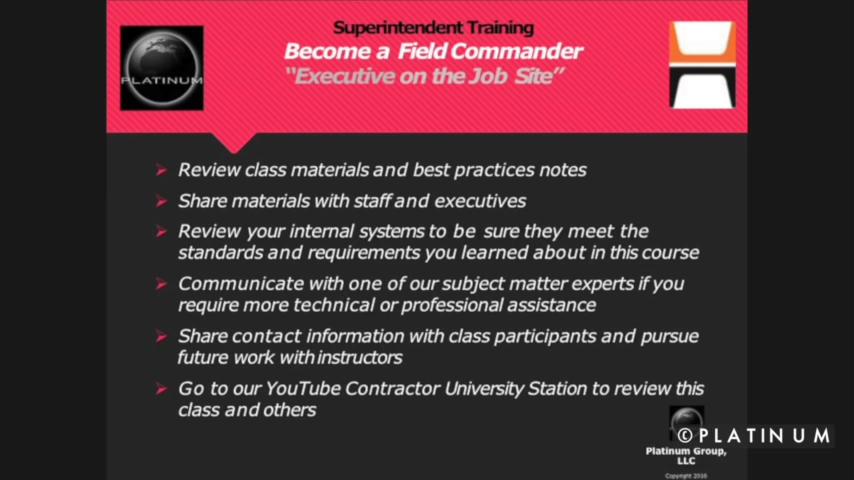 Superintendent Training
Become a Field Commander
"Executive on the Job Site"
PLATINUM
Review class materials and best practices notes
Share materials with staff and executives
Review your internal systems to be sure they meet the
standards and requirements you learned about in this course
Communicate with one of our subject matter experts if you
require more technical or professional assistance
Share contact information with class participants and pursue
future work with instructors
Go to our YouTube Contractor University Station to review this
class and others
© PLATINUM
Platinum Group,
LLC
Copyright 2016